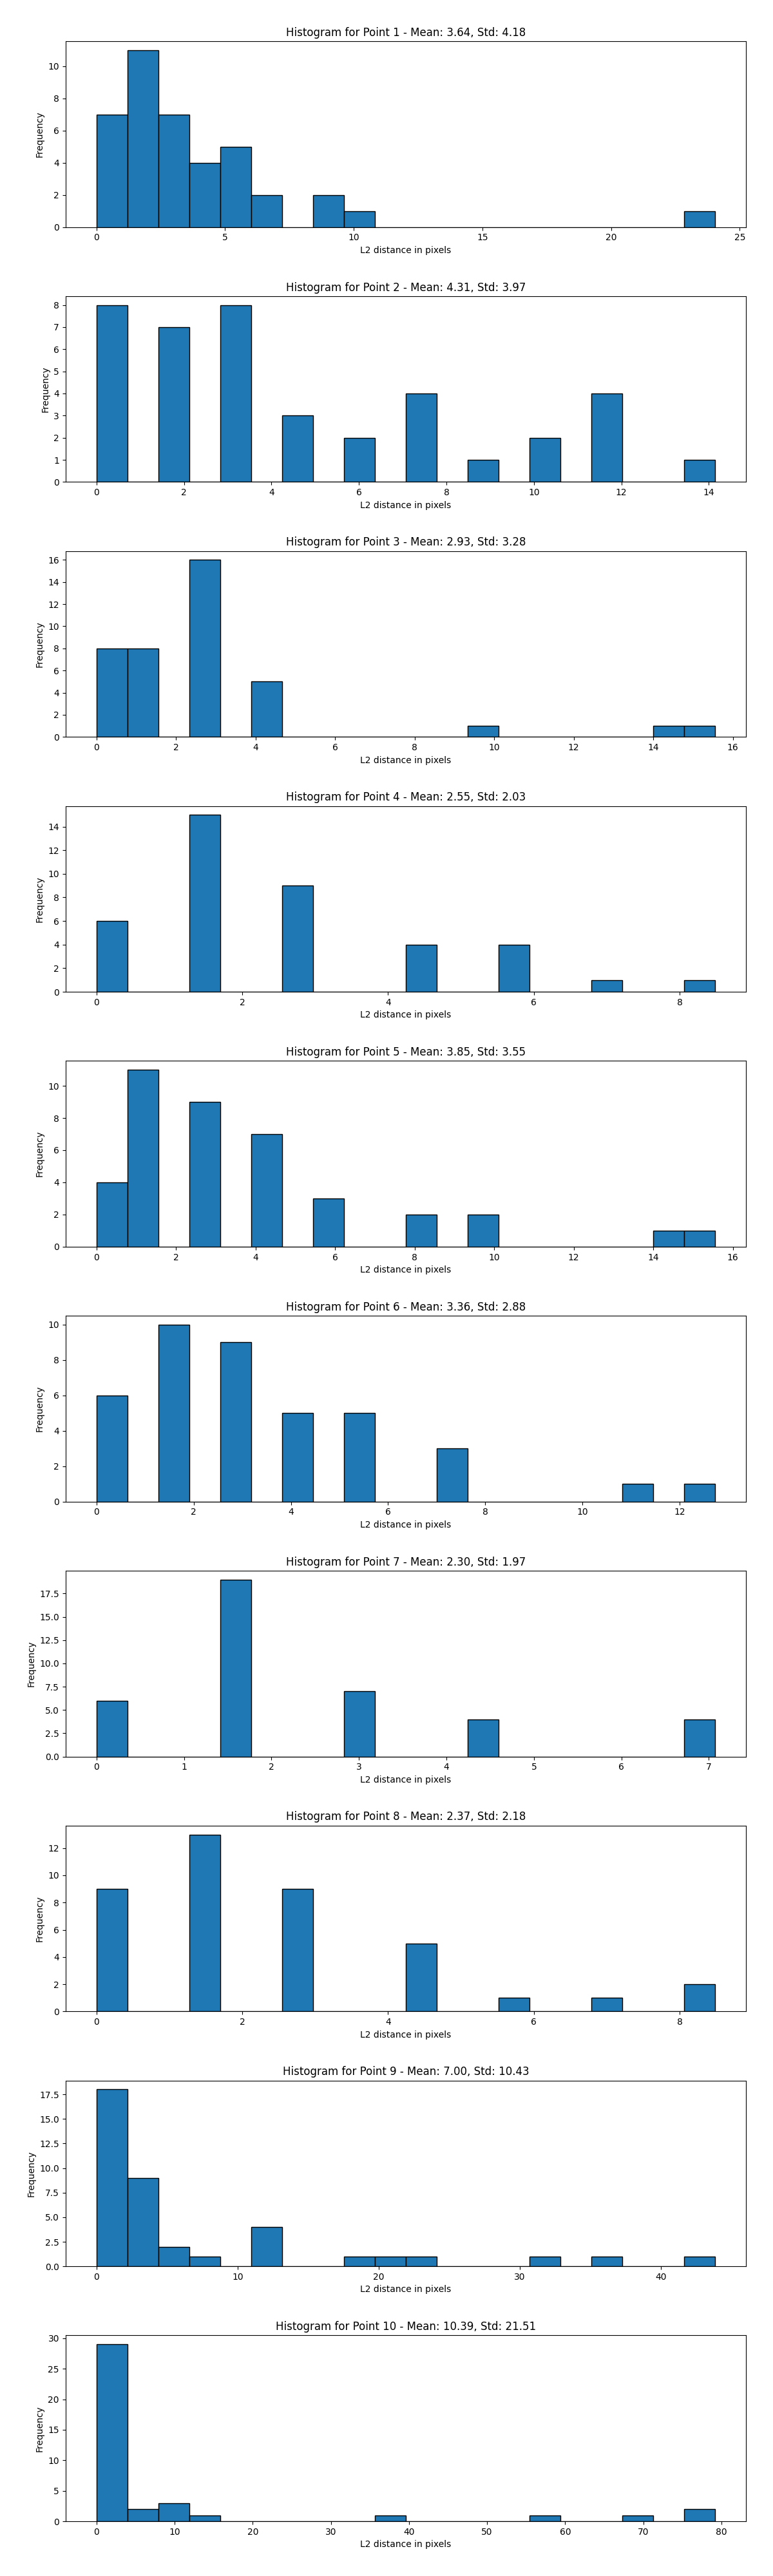 Histogram for Point 1 - Mean: 3.64, Std: 4.18
10
8
6
4
2
0
Frequency
0 5 10 15 20 25
L2 distance in pixels
Histogram for Point 2 - Mean: 4.31, Std: 3.97
8
7
6
5
4
3
2
1
0
Frequency
0 2 4 6 8 10 12 14
L2 distance in pixels
Histogram for Point 3 - Mean: 2.93, Std: 3.28
16
14
12
10
8
6
4
2
0
Frequency
0 2 4 6 8 10 12 14 16
L2 distance in pixels
Histogram for Point 4 - Mean: 2.55, Std: 2.03
14
12
10
8
6
4
2
0
Frequency
0 2 4 6 8
L2 distance in pixels
Histogram for Point 5 - Mean: 3.85, Std: 3.55
10
8
6
4
2
0
Frequency
0 2 4 6 8 10 12 14 16
L2 distance in pixels
Histogram for Point 6 - Mean: 3.36, Std: 2.88
10
8
6
4
2
0
Frequency
0 2 4 6 8 10 12
L2 distance in pixels
Histogram for Point 7 - Mean: 2.30, Std: 1.97
17.5
15.0
12.5
10.0
7.5
5.0
2.5
0.0
Frequency
0 1 2 3 4 5 6 7
L2 distance in pixels
Histogram for Point 8 - Mean: 2.37, Std: 2.18
12
10
8
6
4
2
0
Frequency
0 2 4 6 8
L2 distance in pixels
Histogram for Point 9 - Mean: 7.00, Std: 10.43
17.5
15.0
12.5
10.0
7.5
5.0
2.5
0.0
Frequency
0 10 20 30 40
L2 distance in pixels
Histogram for Point 10 - Mean: 10.39, Std: 21.51
30
25
20
15
10
5
0
Frequency
0 10 20 30 40 50 60 70 80
L2 distance in pixels